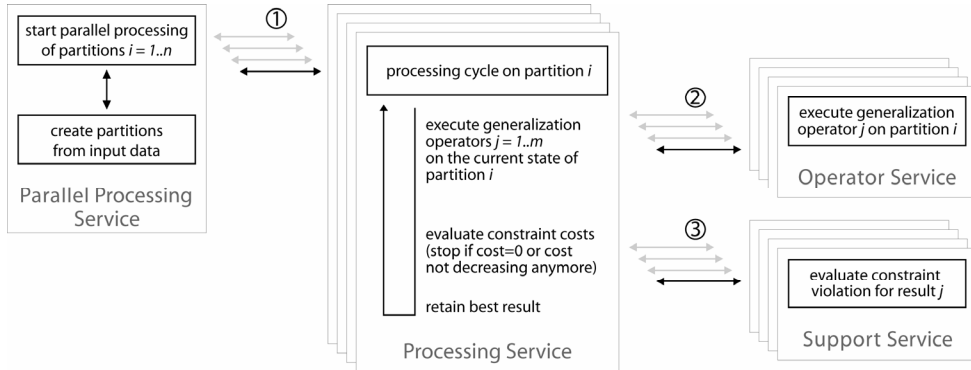 start parallel processing
of partitions i = 1..n
create partitions
from input data
Parallel Processing
Service
①
processing cycle on partition i
execute generalization
operators j = 1..m
on the current state of
partition i
evaluate constraint costs
(stop if cost=0 or cost
not decreasing anymore)
retain best result
Processing Service
②
execute generalization
operator j on partition i
Operator Service
③
evaluate constraint
violation for result j
Support Service